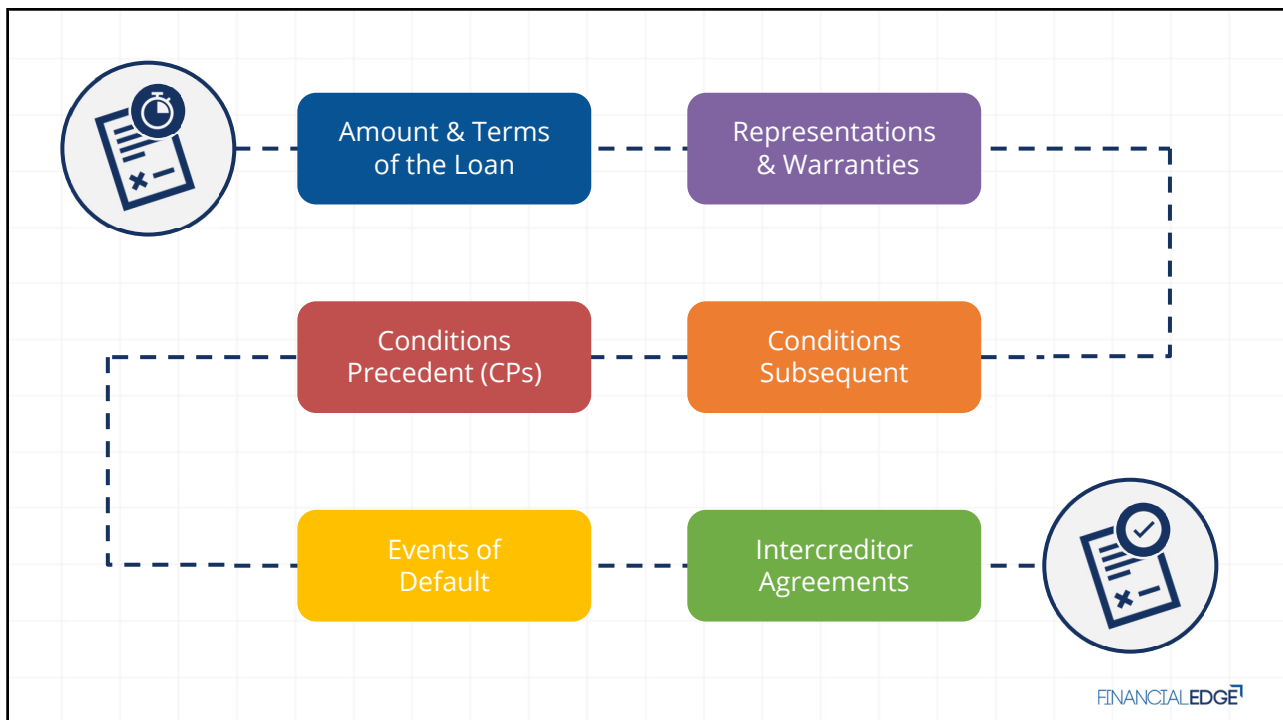 Amount & Terms
of the Loan
Representations
& Warranties
Conditions
Precedent (CPs)
Conditions
Subsequent
Events of
Default
Intercreditor
Agreements
FINANCIALEDGE